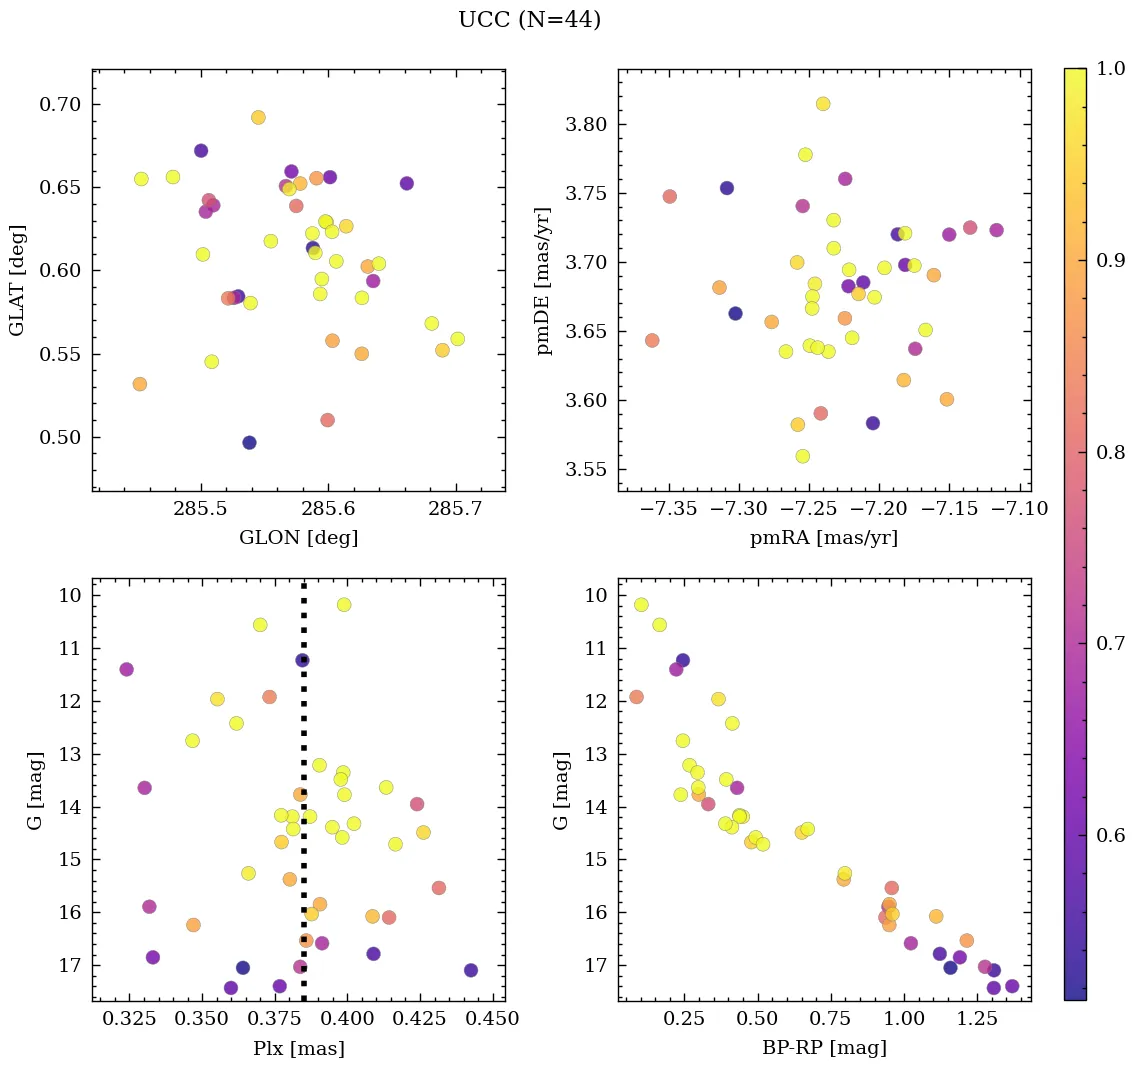 UCC (N=44)
0.70
0.65
0.60
0.55
0.50
GLAT [deg]
285.5 285.6 285.7
GLON [deg]
3.80
3.75
3.70
3.65
3.60
3.55
pmDE [mas/yr]
−7.35 −7.30 −7.25 −7.20 −7.15 −7.10
pmRA [mas/yr]
1.0
0.9
0.8
0.7
0.6
10
11
12
13
14
15
16
17
G [mag]
0.325 0.350 0.375 0.400 0.425 0.450
Plx [mas]
10
11
12
13
14
15
16
17
G [mag]
0.25 0.50 0.75 1.00 1.25
BP-RP [mag]